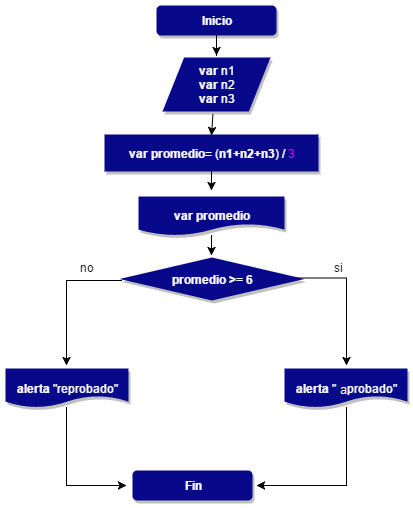 Inicio
var n1
var n2
var n3
var promedio= (n1+n2+n3) / 3
var promedio
promedio >= 6
no
si
alerta "reprobado"
alerta " aprobado"
Fin